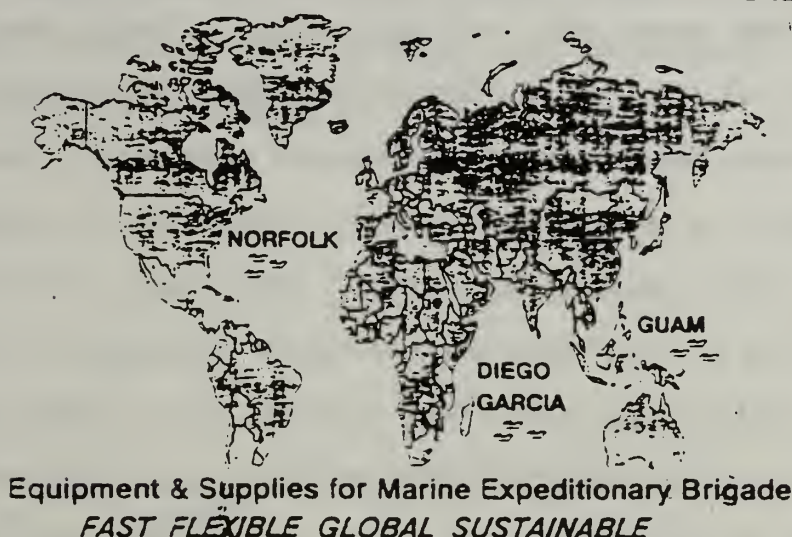 NORFOLK
GUAM
DIEGO
GARCIA
Equipment & Supplies for Marine Expeditionary Brigade
FAST FLEXIBLE GLOBAL SUSTAINABLE